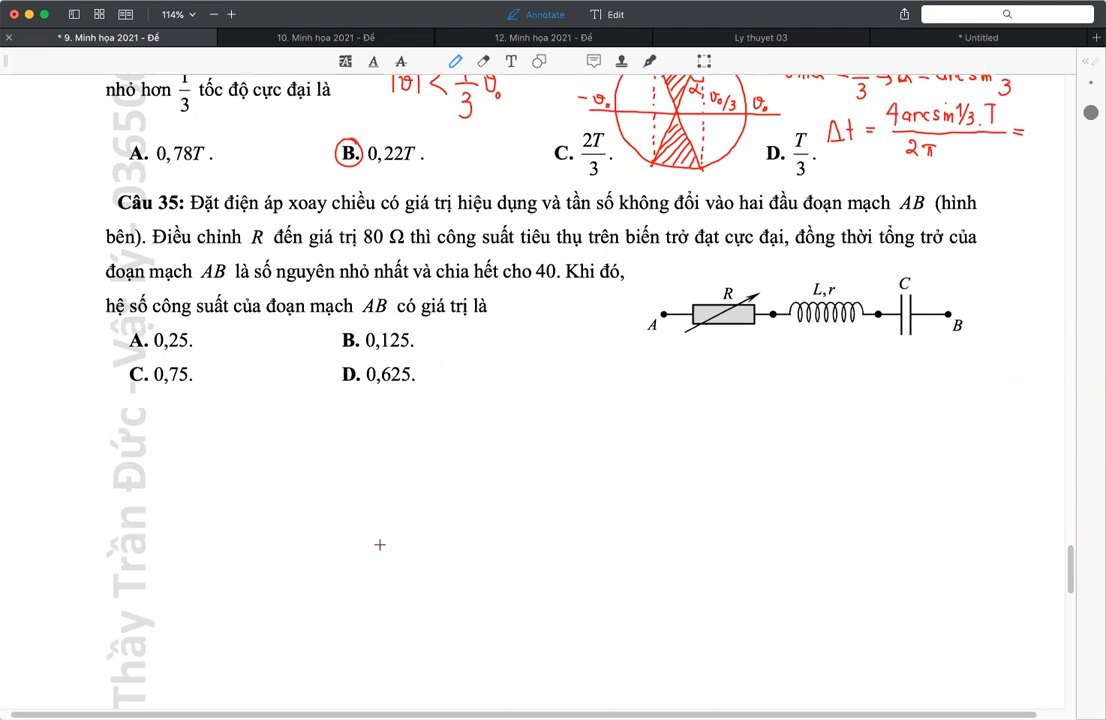 114%
Annotate
Edit
* 9. Minh họa 2021 - Đề
10. Minh họa 2021 - Đề
12. Minh họa 2021 - Đề
Ly thuyet 03
* Untitled
nhỏ hơn 1/3 tốc độ cực đại là
|v| < 1/3 v₀
- v₀
α
v₀/3
v₀
3
3
Δt = 4arcsin 1/3 . T / 2π =
A. 0,78T .
B. 0,22T .
C. 2T/3 .
D. T/3 .
Câu 35: Đặt điện áp xoay chiều có giá trị hiệu dụng và tần số không đổi vào hai đầu đoạn mạch AB (hình
bên). Điều chỉnh R đến giá trị 80 Ω thì công suất tiêu thụ trên biến trở đạt cực đại, đồng thời tổng trở của
đoạn mạch AB là số nguyên nhỏ nhất và chia hết cho 40. Khi đó,
hệ số công suất của đoạn mạch AB có giá trị là
A. 0,25.
B. 0,125.
C. 0,75.
D. 0,625.
A
R
L,r
C
B
Thầy Trần Đức – Vật lý - 036506